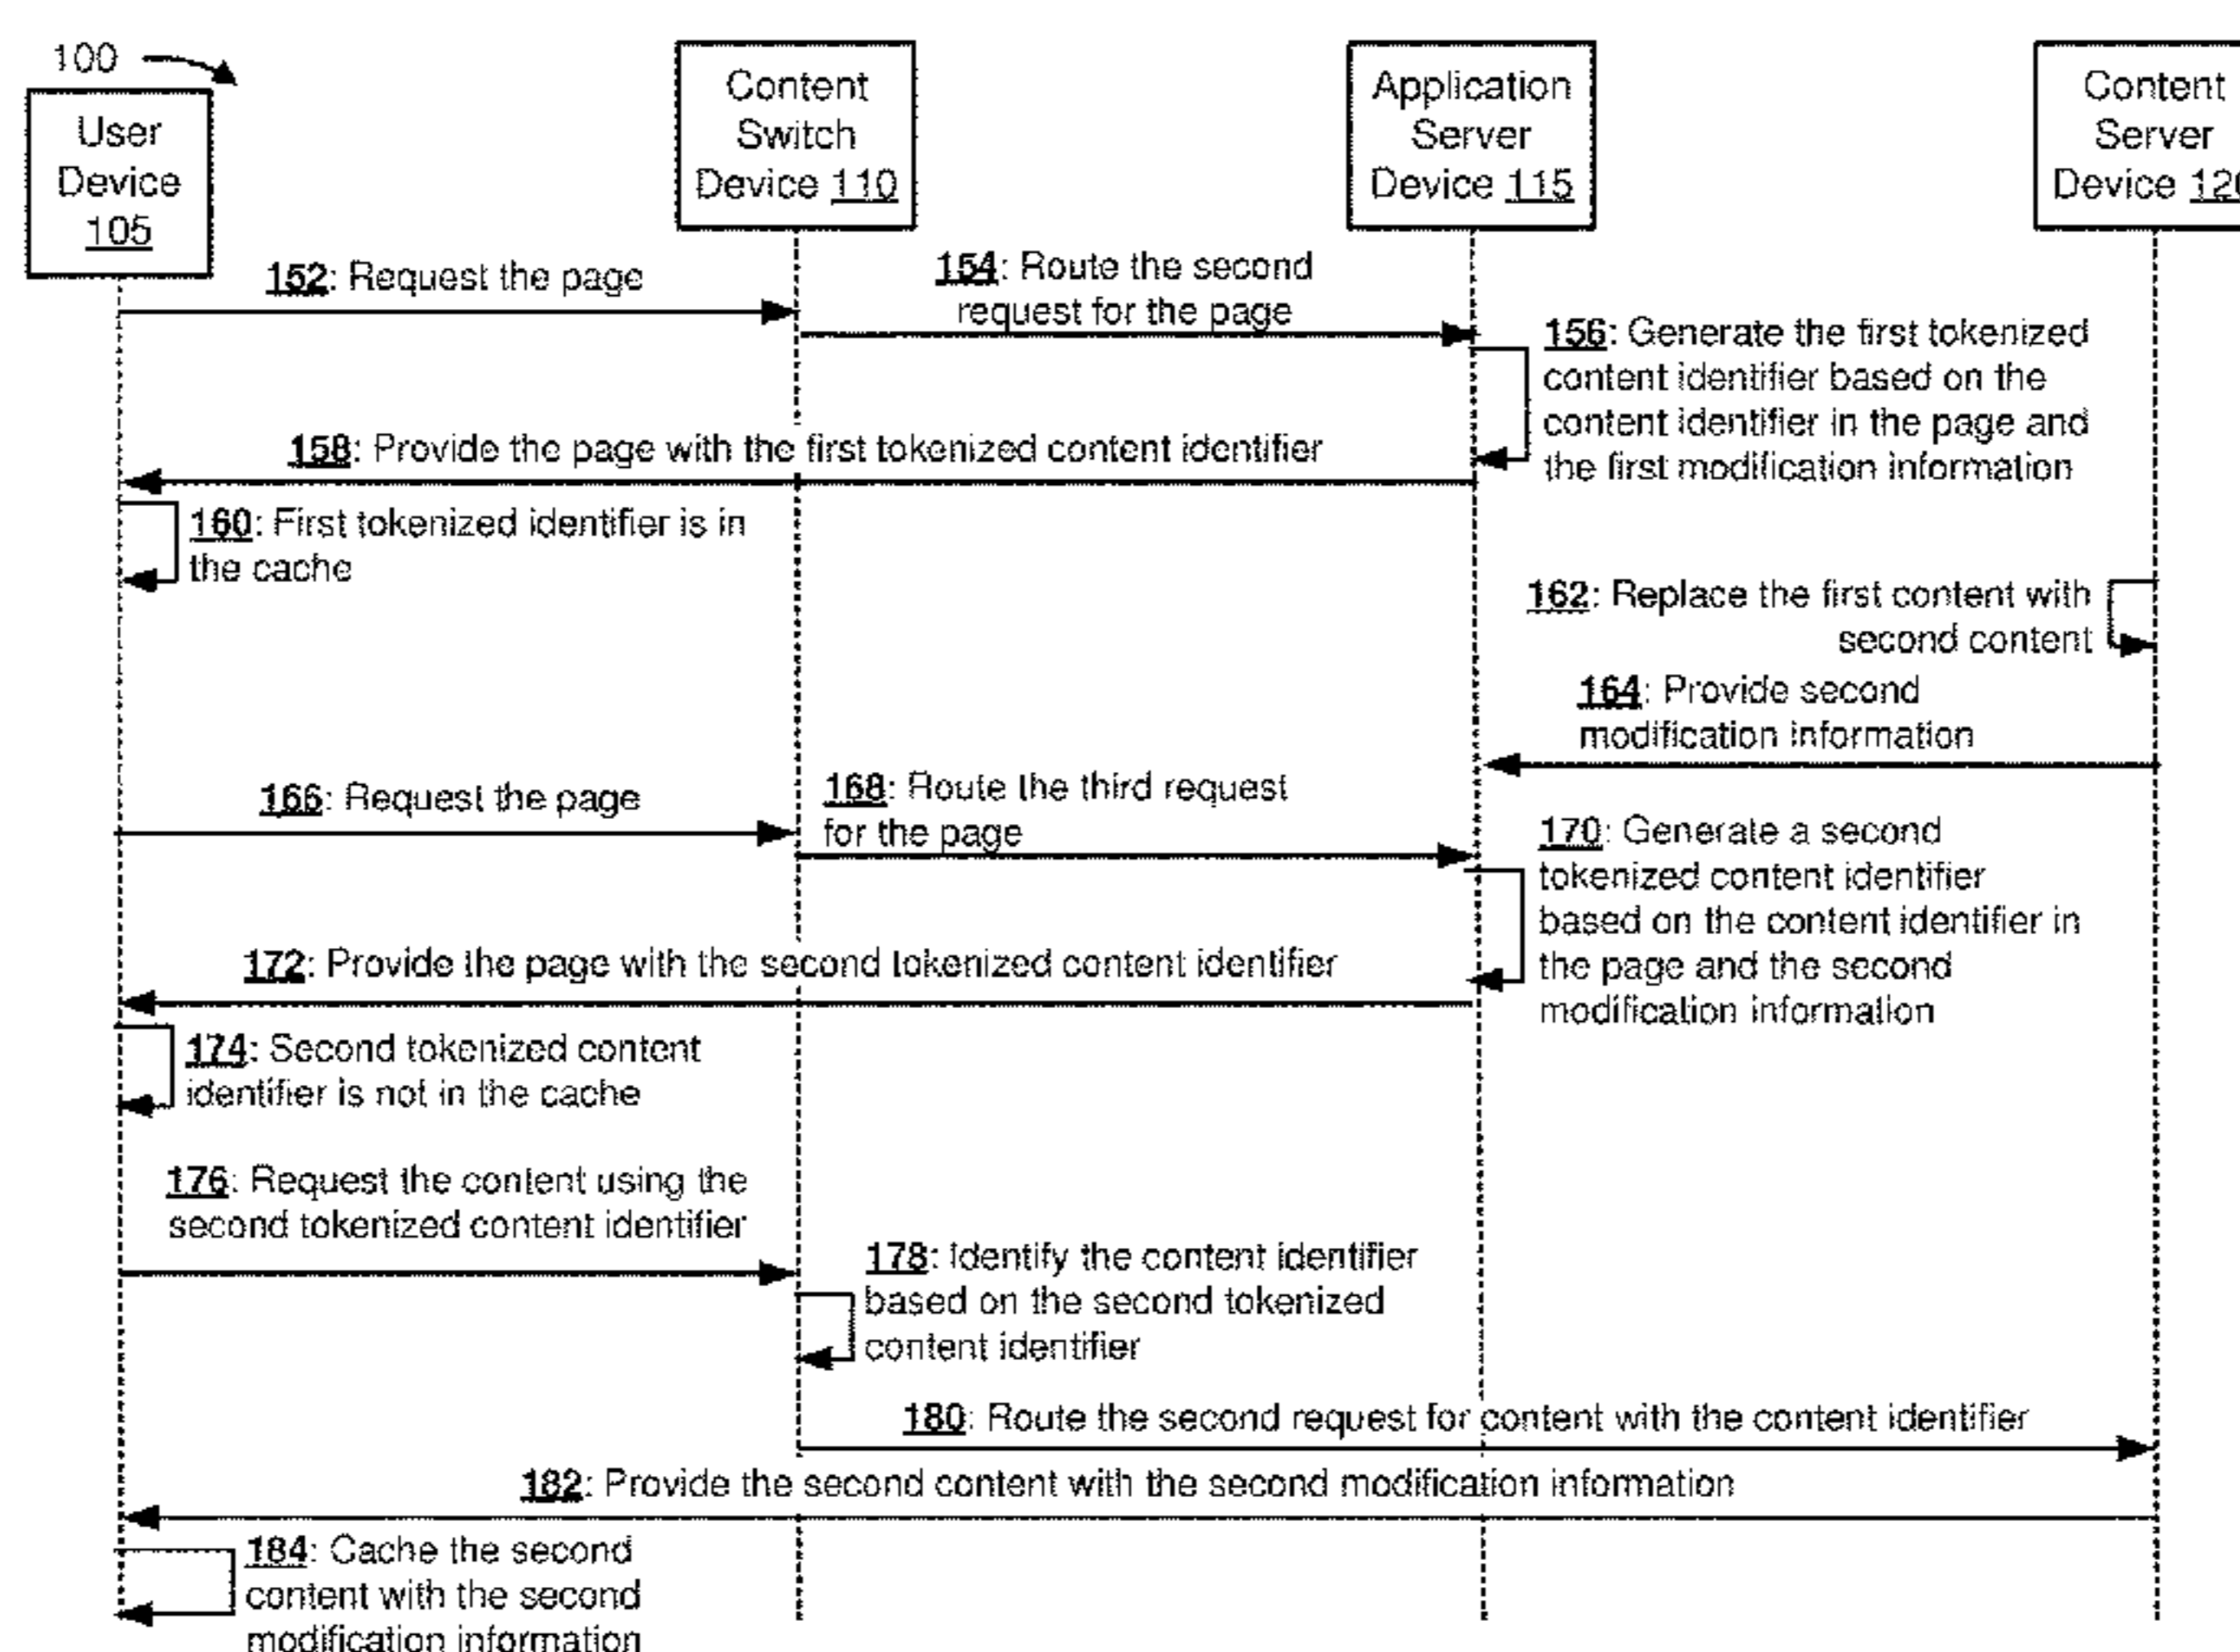 100
User
Device
105
Content
Switch
Device 110
Application
Server
Device 115
Content
Server
Device 120
152: Request the page
154: Route the second
request for the page
156: Generate the first tokenized
content identifier based on the
content identifier in the page and
the first modification information
158: Provide the page with the first tokenized content identifier
160: First tokenized identifier is in
the cache
162: Replace the first content with
second content
164: Provide second
modification information
166: Request the page
168: Route the third request
for the page
170: Generate a second
tokenized content identifier
based on the content identifier in
the page and the second
modification information
172: Provide the page with the second tokenized content identifier
174: Second tokenized content
identifier is not in the cache
176: Request the content using the
second tokenized content identifier
178: Identify the content identifier
based on the second tokenized
content identifier
180: Route the second request for content with the content identifier
182: Provide the second content with the second modification information
184: Cache the second
content with the second
modification information